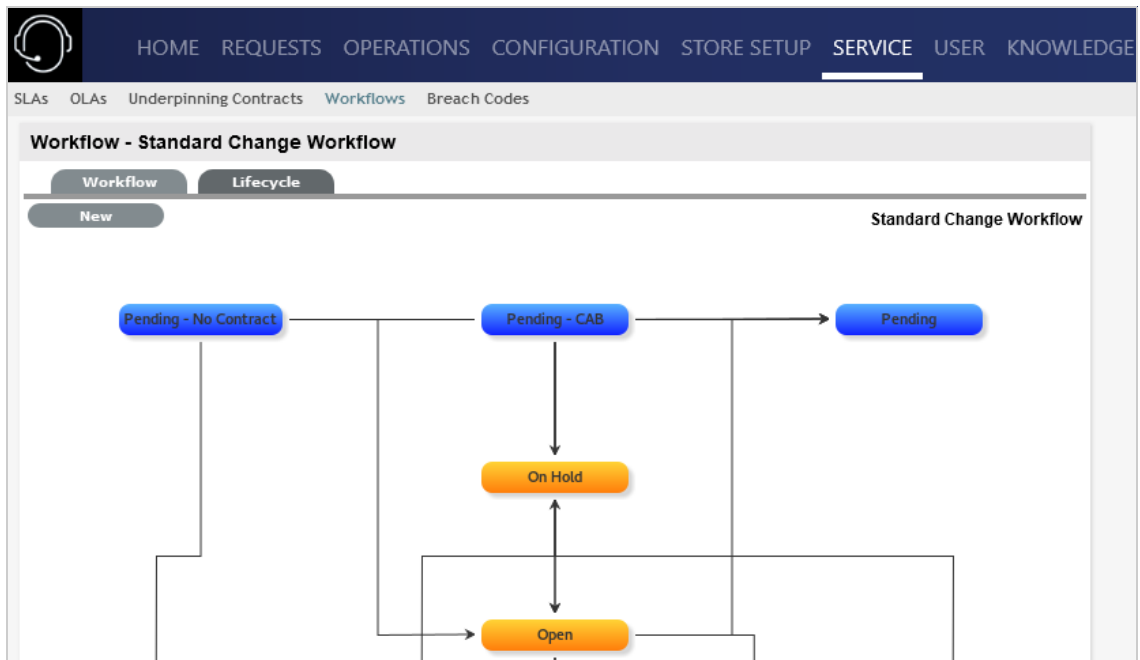 HOME REQUESTS OPERATIONS CONFIGURATION STORE SETUP SERVICE USER KNOWLEDGE
SLAs OLAs Underpinning Contracts Workflows Breach Codes
Workflow - Standard Change Workflow
Workflow Lifecycle
New Standard Change Workflow
Pending - No Contract Pending - CAB Pending
On Hold
Open